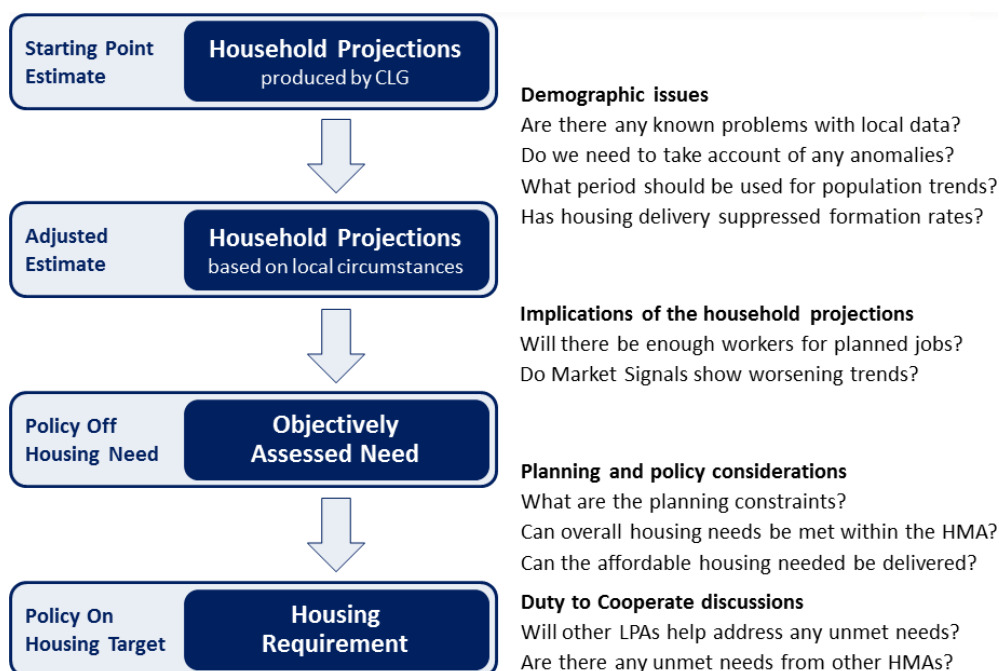 Starting Point
Estimate
Household Projections
produced by CLG
Demographic issues
Are there any known problems with local data?
Do we need to take account of any anomalies?
What period should be used for population trends?
Has housing delivery suppressed formation rates?
Adjusted
Estimate
Household Projections
based on local circumstances
Implications of the household projections
Will there be enough workers for planned jobs?
Do Market Signals show worsening trends?
Policy Off
Housing Need
Objectively
Assessed Need
Planning and policy considerations
What are the planning constraints?
Can overall housing needs be met within the HMA?
Can the affordable housing needed be delivered?
Policy On
Housing Target
Housing
Requirement
Duty to Cooperate discussions
Will other LPAs help address any unmet needs?
Are there any unmet needs from other HMAs?